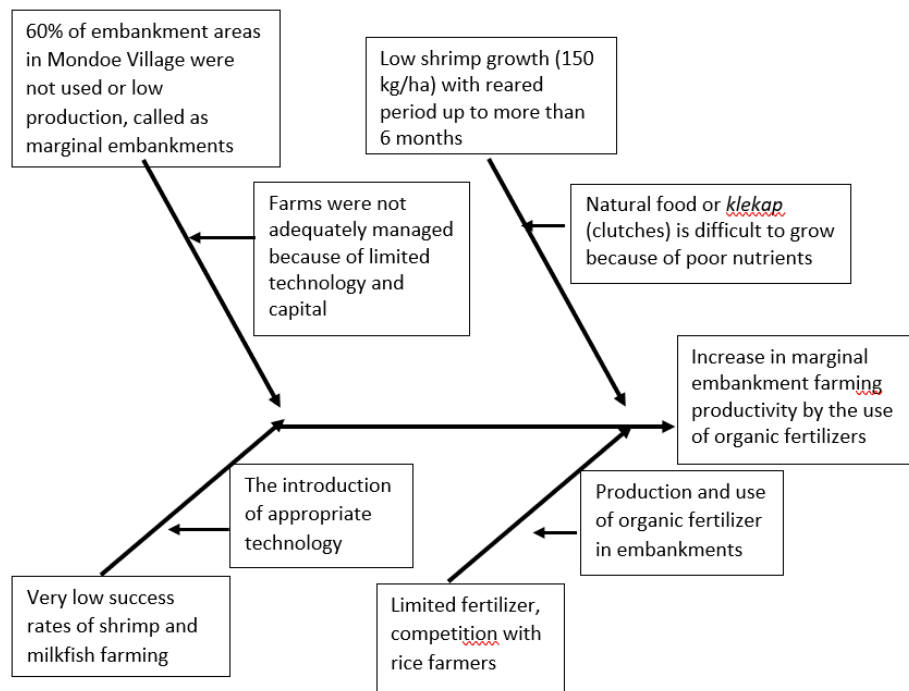 60% of embankment areas
in Mondoe Village were
not used or low
production, called as
marginal embankments
Low shrimp growth (150
kg/ha) with reared
period up to more than
6 months
Farms were not
adequately managed
because of limited
technology and
capital
Natural food or klekap
(clutches) is difficult to grow
because of poor nutrients
Increase in marginal
embankment farming
productivity by the use
of organic fertilizers
The introduction
of appropriate
technology
Production and use
of organic fertilizer
in embankments
Very low success
rates of shrimp and
milkfish farming
Limited fertilizer,
competition with
rice farmers